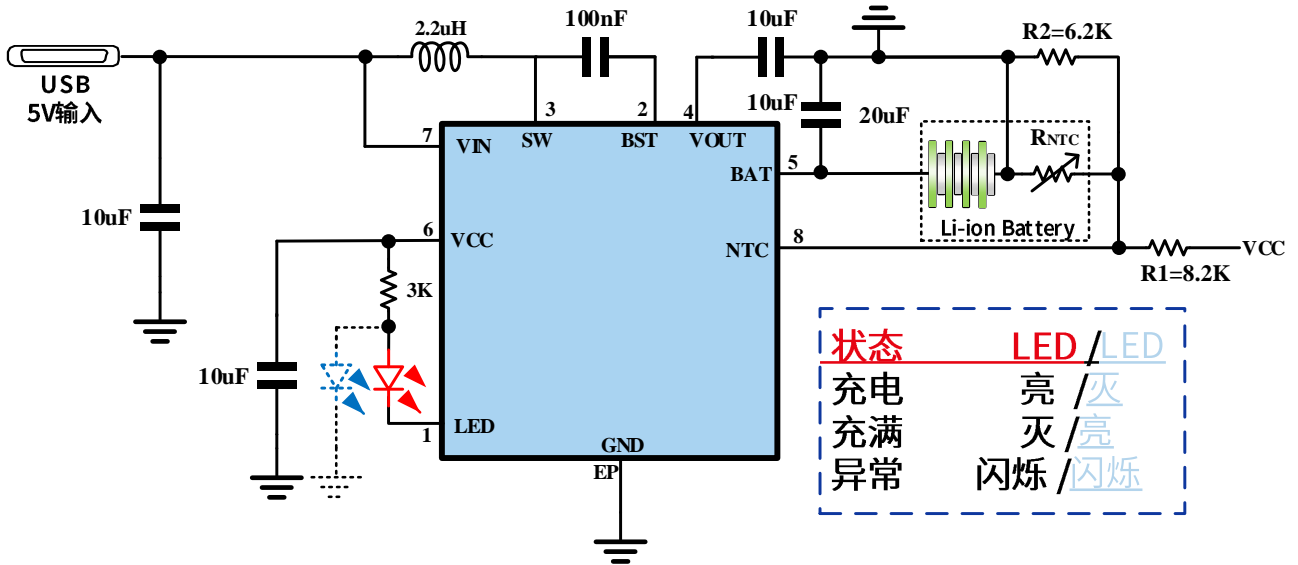 100nF
10uF
2.2uH
R2=6.2K
USB
5V输入
3
2
4
10uF
20uF
7
VIN
SW
BST
VOUT
RNTC
BAT
5
10uF
6
VCC
Li-ion Battery
NTC
8
VCC
R1=8.2K
3K
状态 LED /LED
充电 亮 /灭
充满 灭 /亮
异常 闪烁 /闪烁
10uF
1
LED
GND
EP